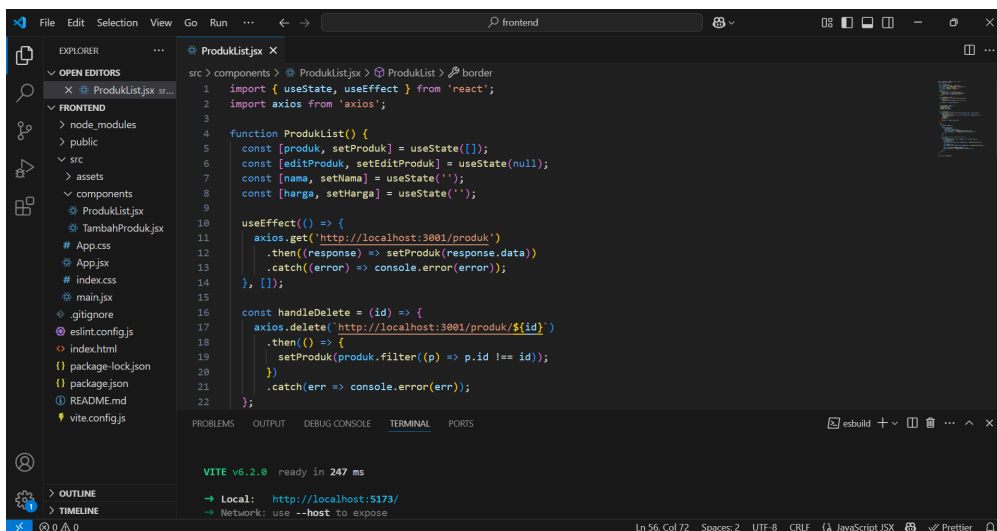 File Edit Selection View Go Run ··· ← → frontend
EXPLORER ···
OPEN EDITORS
ProdukList.jsx sr...
FRONTEND
node_modules
public
src
assets
components
ProdukList.jsx
TambahProduk.jsx
# App.css
App.jsx
# index.css
main.jsx
.gitignore
eslint.config.js
<> index.html
{} package-lock.json
{} package.json
README.md
vite.config.js
OUTLINE
TIMELINE
ProdukList.jsx ×
src > components > ProdukList.jsx > ProdukList > border
1 import { useState, useEffect } from 'react';
2 import axios from 'axios';
3
4 function ProdukList() {
5 const [produk, setProduk] = useState([]);
6 const [editProduk, setEditProduk] = useState(null);
7 const [nama, setNama] = useState('');
8 const [harga, setHarga] = useState('');
9
10 useEffect(() => {
11 axios.get('http://localhost:3001/produk')
12 .then((response) => setProduk(response.data))
13 .catch((error) => console.error(error));
14 }, []);
15
16 const handleDelete = (id) => {
17 axios.delete(`http://localhost:3001/produk/${id}`)
18 .then(() => {
19 setProduk(produk.filter((p) => p.id !== id));
20 })
21 .catch(err => console.error(err));
22 };
PROBLEMS OUTPUT DEBUG CONSOLE TERMINAL PORTS esbuild
VITE v6.2.0 ready in 247 ms
→ Local: http://localhost:5173/
→ Network: use --host to expose
1
0 0 Ln 56, Col 72 Spaces: 2 UTF-8 CRLF JavaScript JSX Prettier